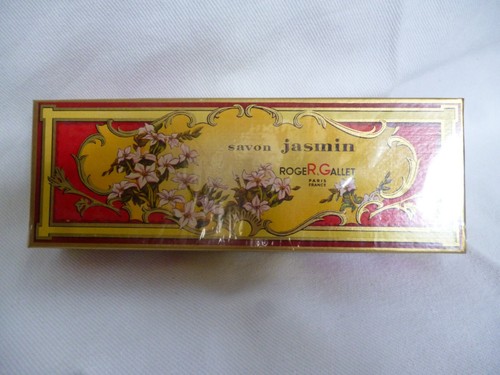 savon jasmin
ROGER.GALLET
PARIS
FRANCE